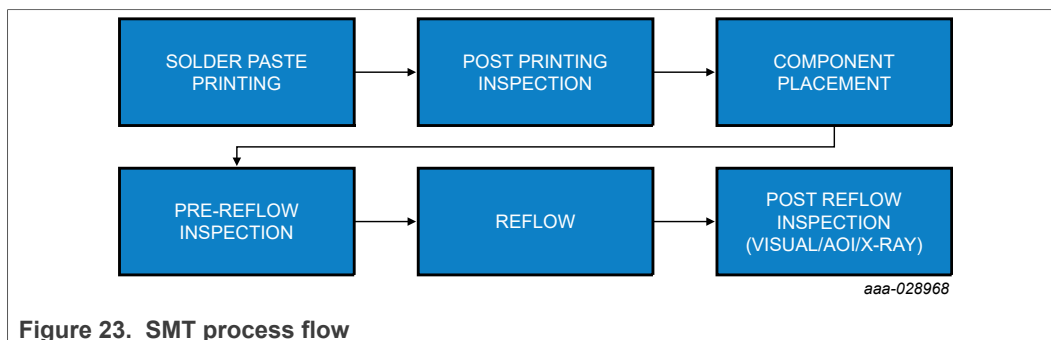 SOLDER PASTE
PRINTING
POST PRINTING
INSPECTION
COMPONENT
PLACEMENT
PRE-REFLOW
INSPECTION
REFLOW
POST REFLOW
INSPECTION
(VISUAL/AOI/X-RAY)
aaa-028968
Figure 23. SMT process flow